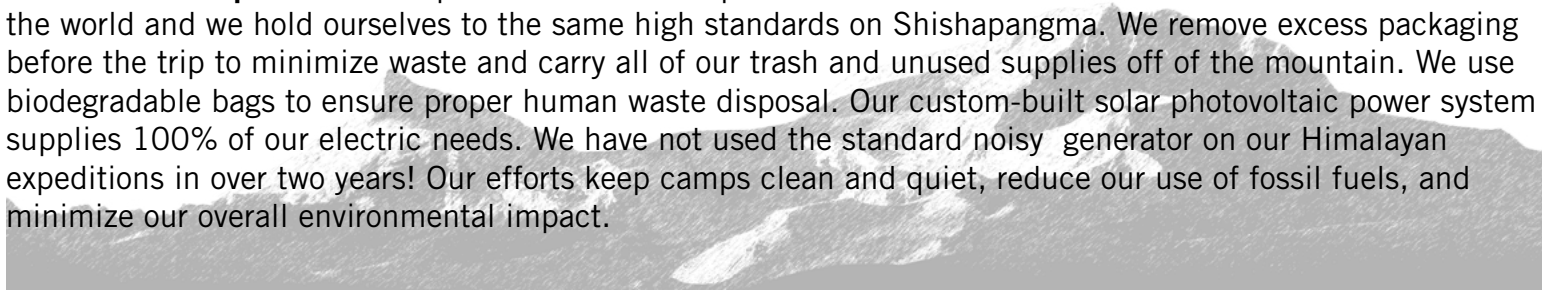 the world and we hold ourselves to the same high standards on Shishapangma. We remove excess packaging
before the trip to minimize waste and carry all of our trash and unused supplies off of the mountain. We use
biodegradable bags to ensure proper human waste disposal. Our custom-built solar photovoltaic power system
supplies 100% of our electric needs. We have not used the standard noisy  generator on our Himalayan
expeditions in over two years! Our efforts keep camps clean and quiet, reduce our use of fossil fuels, and
minimize our overall environmental impact.